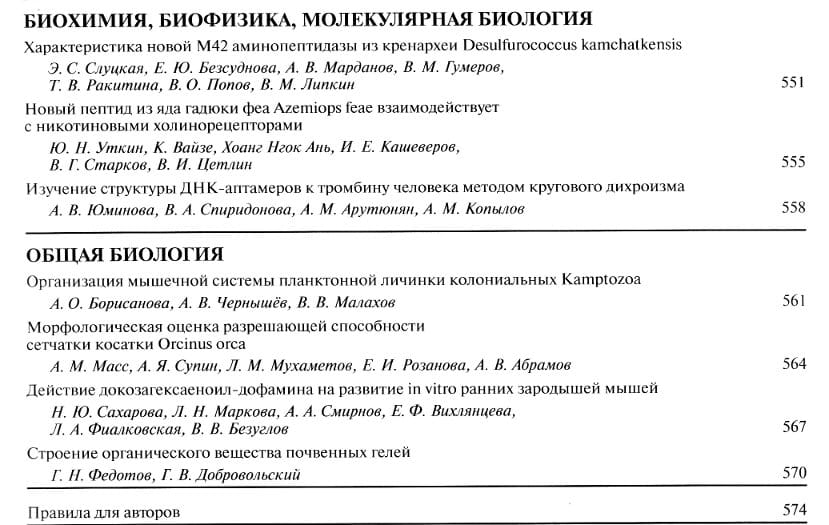 БИОХИМИЯ, БИОФИЗИКА, МОЛЕКУЛЯРНАЯ БИОЛОГИЯ
Характеристика новой М42 аминопептидазы из кренархеи Desulfurococcus kamchatkensis
Э. С. Слуцкая, Е. Ю. Безсуднова, А. В. Марданов, В. М. Гумеров,
Т. В. Ракитина, В. О. Попов, В. М. Липкин 551
Новый пептид из яда гадюки феа Azemiops feae взаимодействует
с никотиновыми холинорецепторами
Ю. Н. Уткин, К. Вайзе, Хоанг Нгок Ань, И. Е. Кашеверов,
В. Г. Старков, В. И. Цетлин 555
Изучение структуры ДНК-аптамеров к тромбину человека методом кругового дихроизма
А. В. Юминова, В. А. Спиридонова, А. М. Арутюнян, А. М. Копылов 558
ОБЩАЯ БИОЛОГИЯ
Организация мышечной системы планктонной личинки колониальных Kamptozoa
А. О. Борисанова, А. В. Чернышёв, В. В. Малахов 561
Морфологическая оценка разрешающей способности
сетчатки косатки Orcinus orca
А. М. Масс, А. Я. Супин, Л. М. Мухаметов, Е. И. Розанова, А. В. Абрамов 564
Действие докозагексаеноил-дофамина на развитие in vitro ранних зародышей мышей
Н. Ю. Сахарова, Л. Н. Маркова, А. А. Смирнов, Е. Ф. Вихлянцева,
Л. А. Фиалковская, В. В. Безуглов 567
Строение органического вещества почвенных гелей
Г. Н. Федотов, Г. В. Добровольский 570
Правила для авторов 574